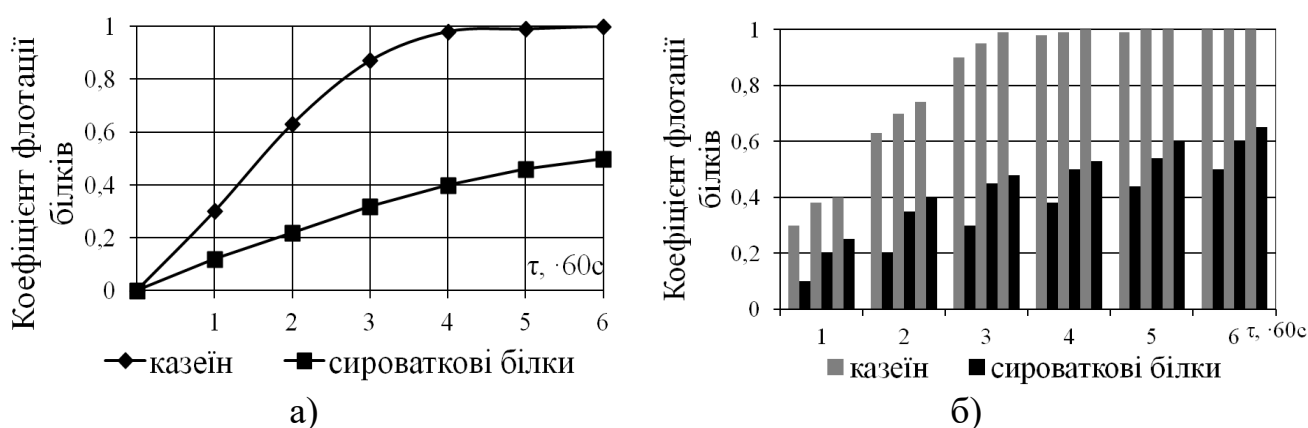 Коефіцієнт флотації
білків
1
0,8
0,6
0,4
0,2
0
τ, ·60с
1 2 3 4 5 6
казеїн сироваткові білки
а)
Коефіцієнт флотації
білків
1
0,8
0,6
0,4
0,2
0
1 2 3 4 5 6 τ, ·60с
казеїн сироваткові білки
б)